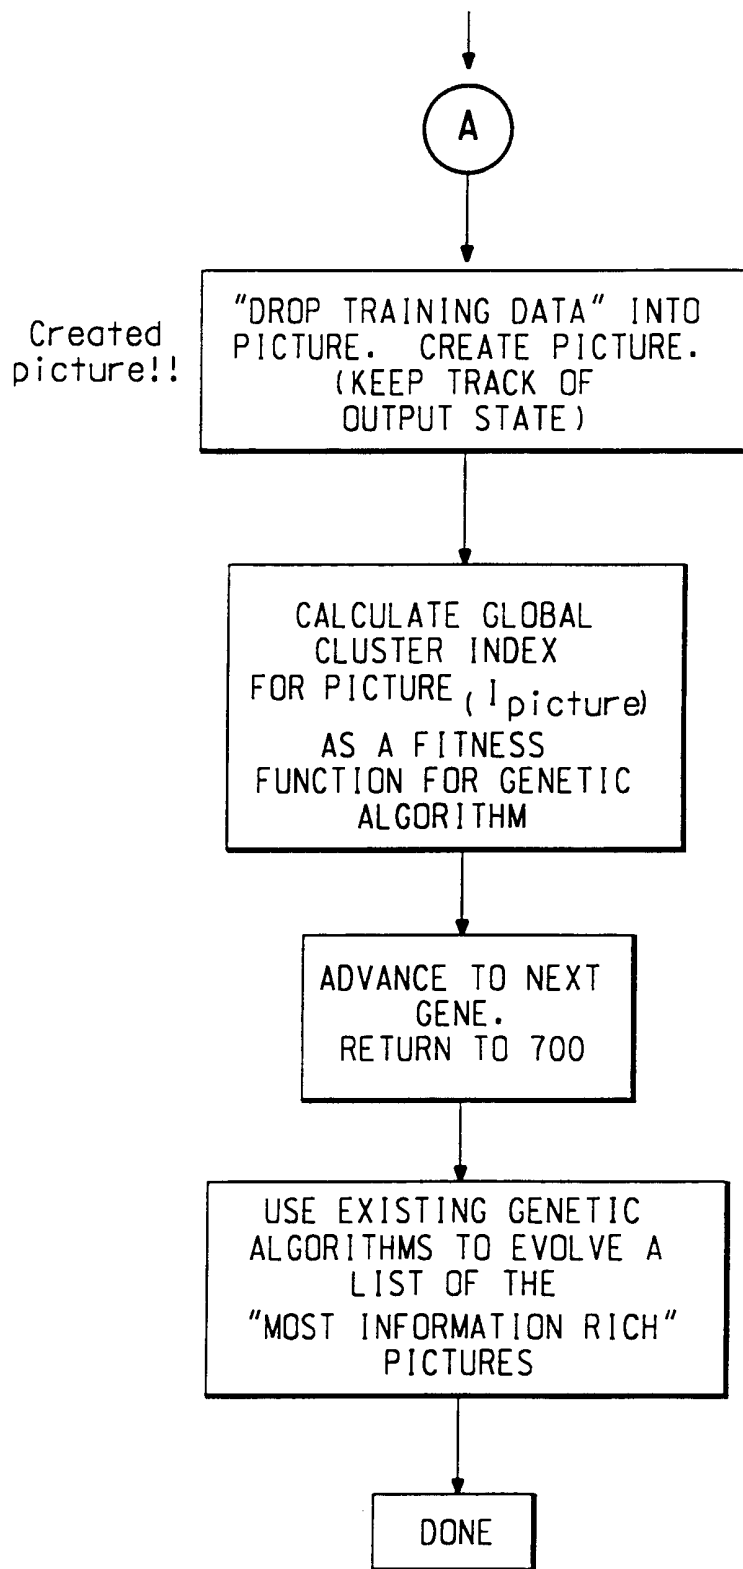 A
"DROP TRAINING DATA" INTO
PICTURE. CREATE PICTURE.
(KEEP TRACK OF
OUTPUT STATE)
Created
picture!!
CALCULATE GLOBAL
CLUSTER INDEX
FOR PICTURE (I picture)
AS A FITNESS
FUNCTION FOR GENETIC
ALGORITHM
ADVANCE TO NEXT
GENE.
RETURN TO 700
USE EXISTING GENETIC
ALGORITHMS TO EVOLVE A
LIST OF THE
"MOST INFORMATION RICH"
PICTURES
DONE